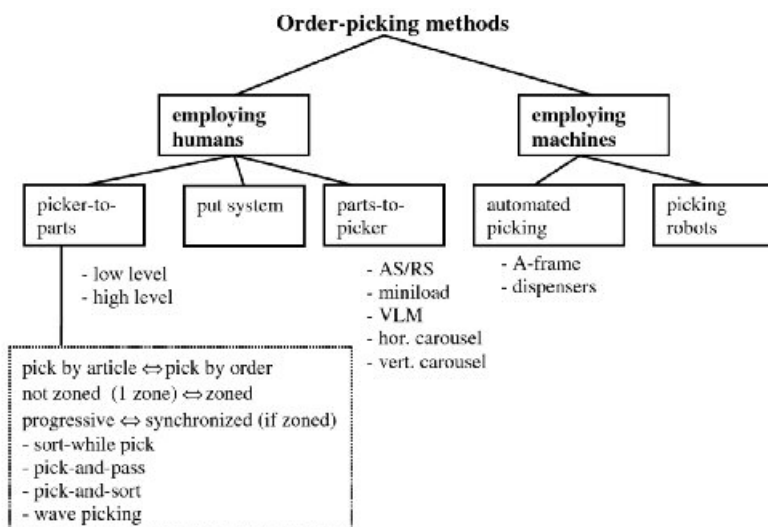 Order-picking methods
employing
humans
employing
machines
picker-to-
parts
put system
parts-to-
picker
automated
picking
picking
robots
- low level
- high level
- AS/RS
- miniload
- VLM
- hor. carousel
- vert. carousel
- A-frame
- dispensers
pick by article ⇔ pick by order
not zoned (1 zone) ⇔ zoned
progressive ⇔ synchronized (if zoned)
- sort-while pick
- pick-and-pass
- pick-and-sort
- wave picking